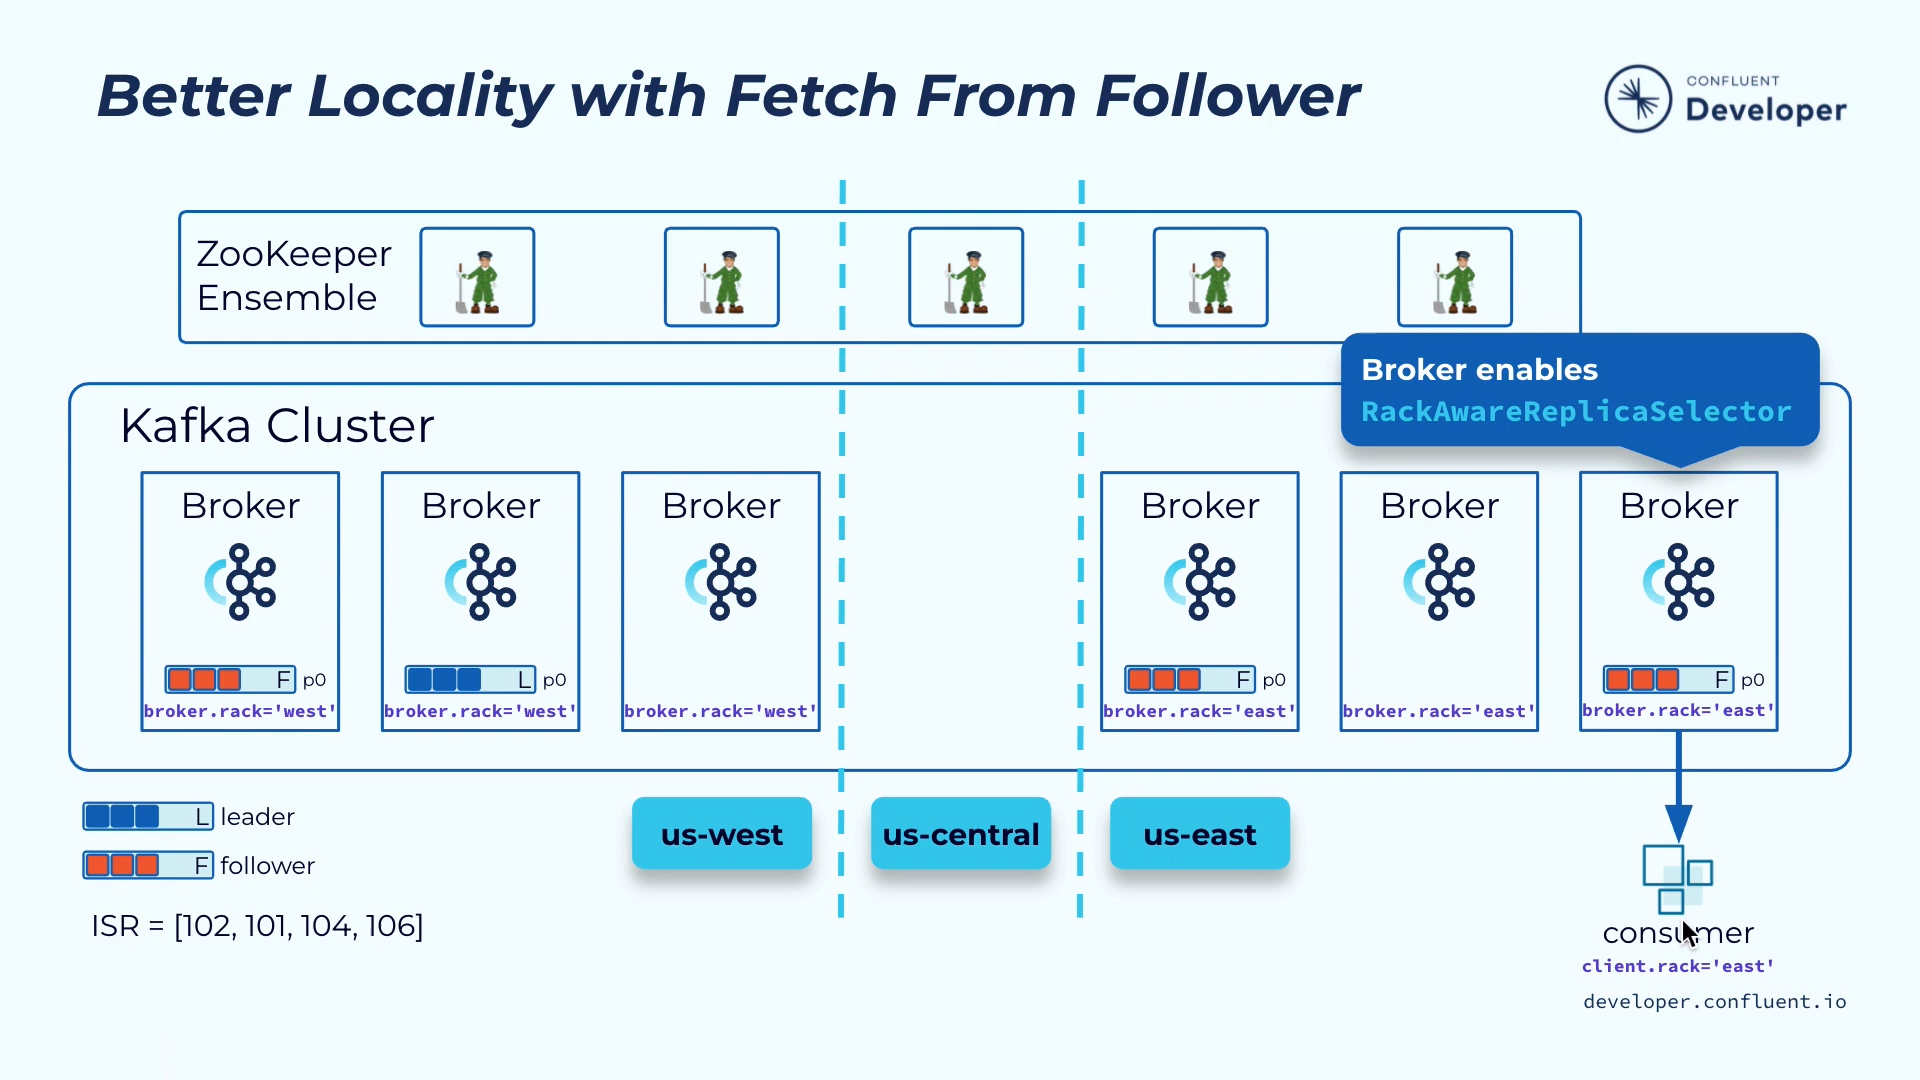 Better Locality with Fetch From Follower
CONFLUENT
Developer
ZooKeeper
Ensemble
Broker enables
RackAwareReplicaSelector
Kafka Cluster
Broker
F p0
broker.rack='west'
Broker
L p0
broker.rack='west'
Broker
broker.rack='west'
Broker
F p0
broker.rack='east'
Broker
broker.rack='east'
Broker
F p0
broker.rack='east'
L leader
F follower
ISR = [102, 101, 104, 106]
us-west
us-central
us-east
consumer
client.rack='east'
developer.confluent.io